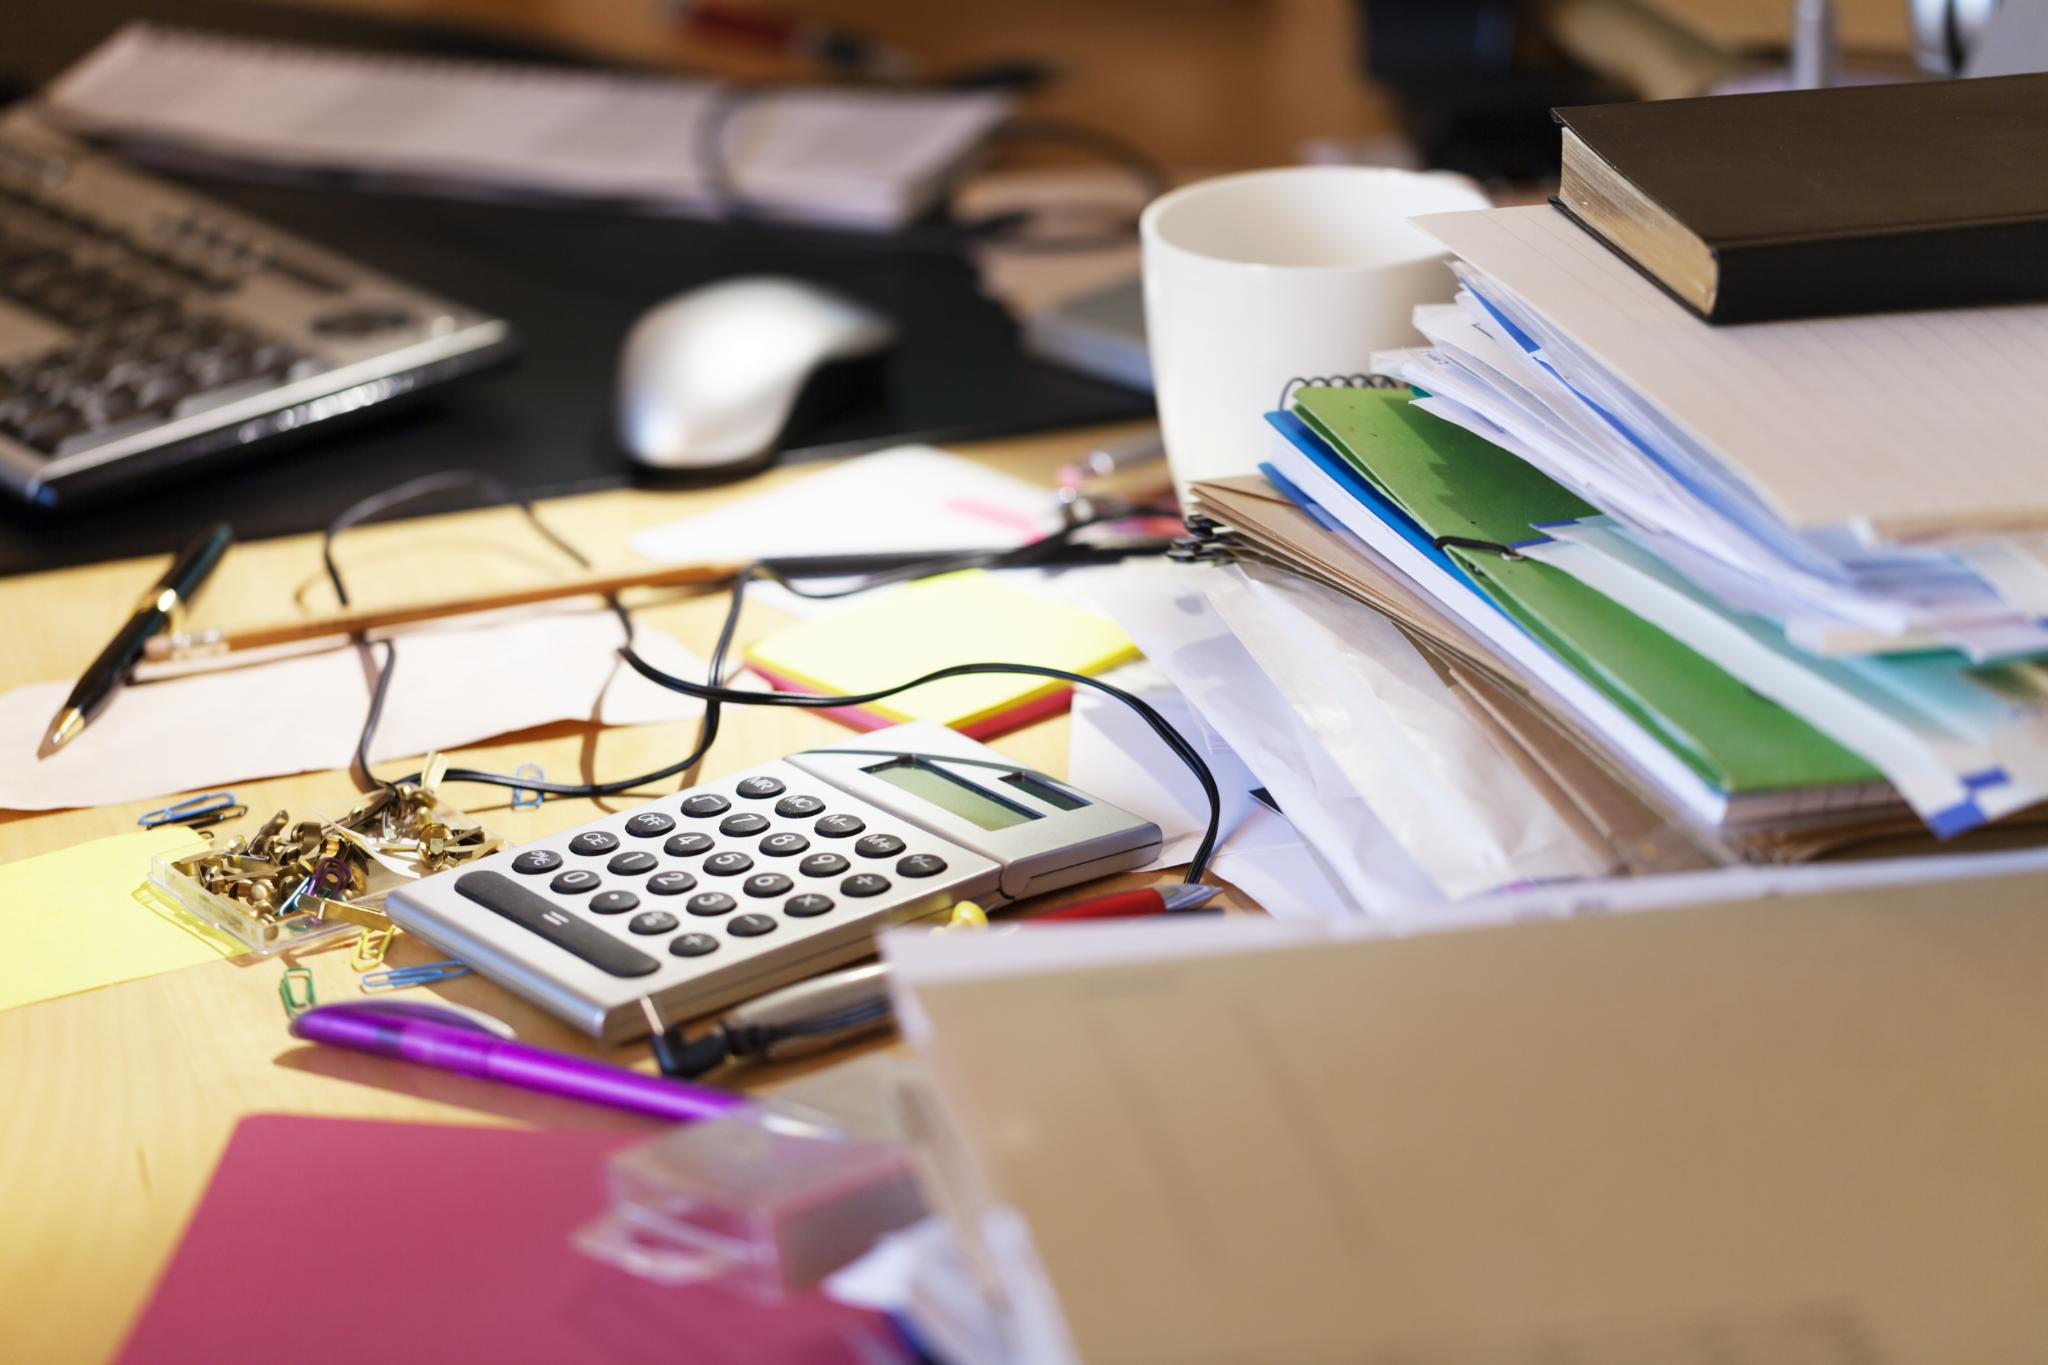 MR MC M- M+ +/-
√ 7 8 9 ÷
OFF 4 5 6 ×
CE 1 2 3 -
0 . % +
=